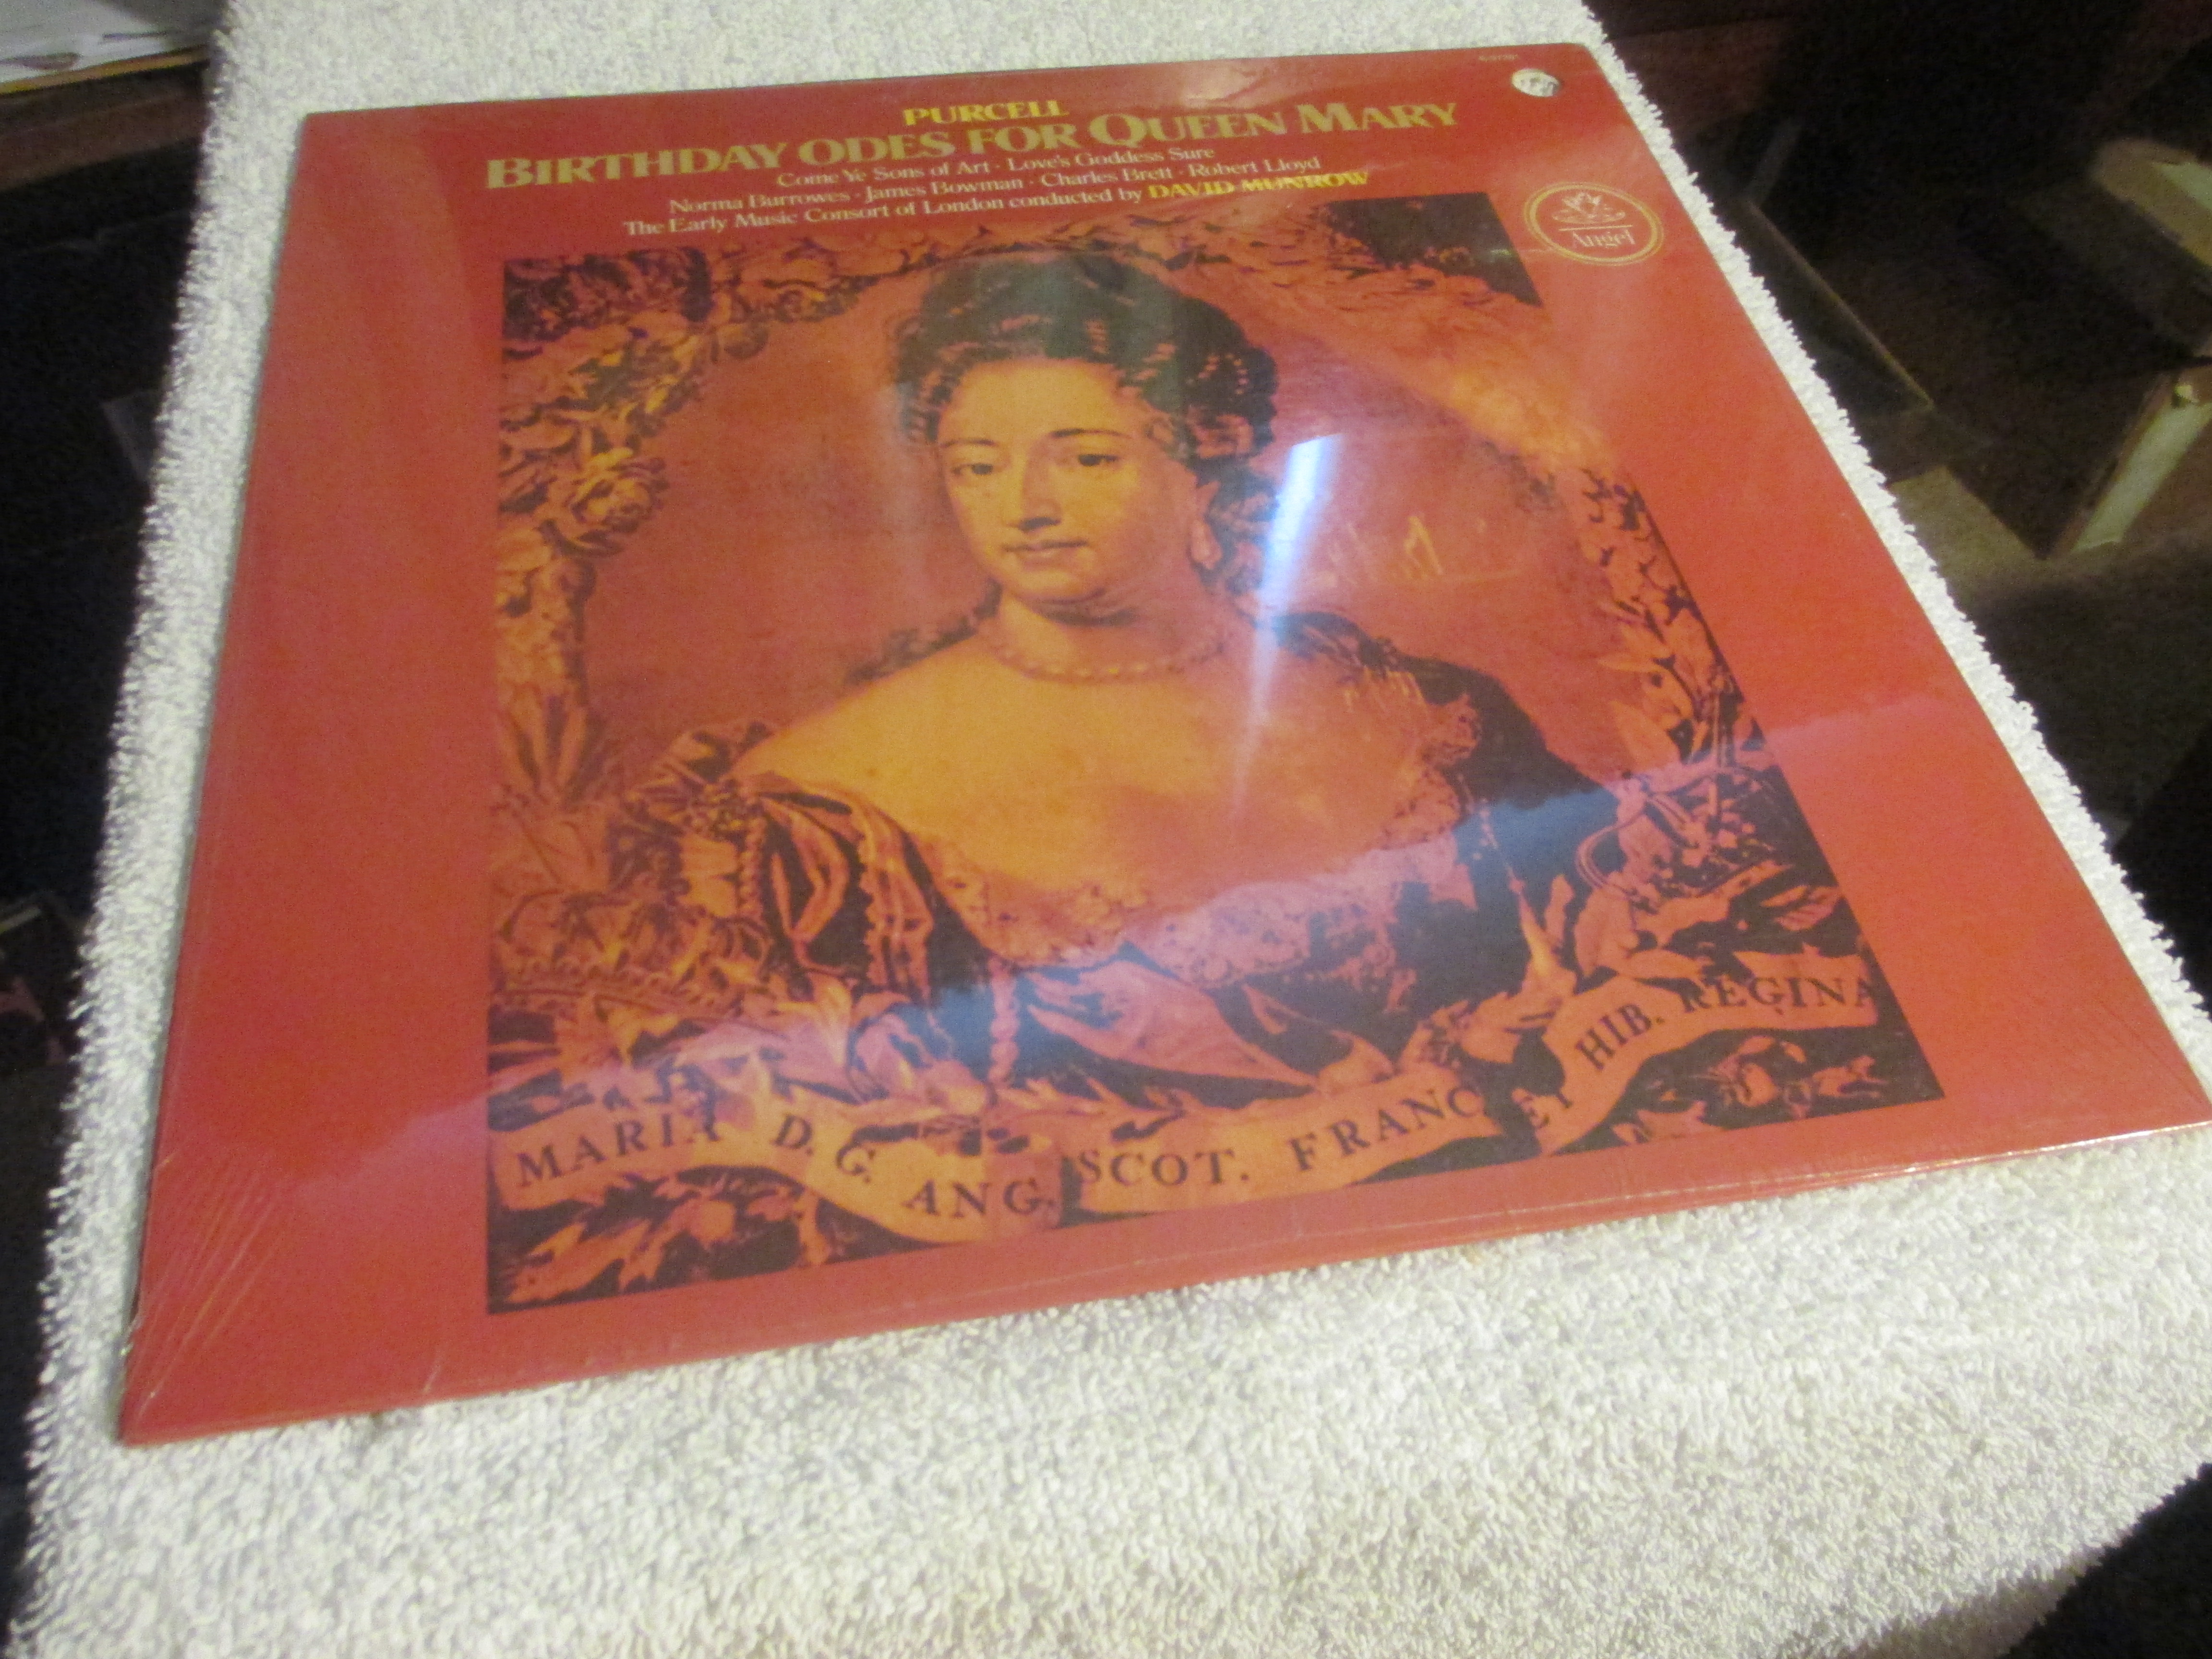 PURCELL
BIRTHDAY ODES FOR QUEEN MARY
Come Ye Sons of Art · Love's Goddess Sure
Norma Burrowes · James Bowman · Charles Brett · Robert Lloyd
The Early Music Consort of London conducted by DAVID MUNROW
Angel
MARIA D. G. ANG. SCOT. FRANC. ET HIB. REGINA